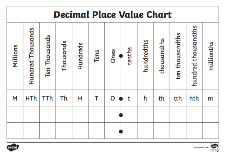 Decimal Place Value Chart
Millions Hundred Thousands Ten Thousands Thousands Hundreds Tens Ones • tenths hundredths thousandths ten thousandths hundred thousandths millionths
M HTh TTh Th H T O • t h th tth hth m
•
•